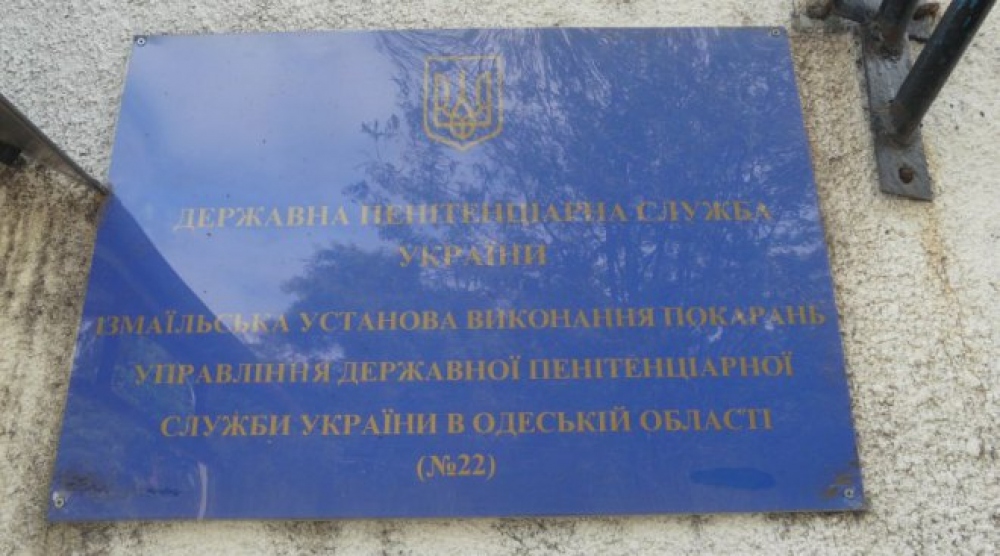 ДЕРЖАВНА ПЕНІТЕНЦІАРНА СЛУЖБА
УКРАЇНИ
ІЗМАЇЛЬСЬКА УСТАНОВА ВИКОНАННЯ ПОКАРАНЬ
УПРАВЛІННЯ ДЕРЖАВНОЇ ПЕНІТЕНЦІАРНОЇ
СЛУЖБИ УКРАЇНИ В ОДЕСЬКІЙ ОБЛАСТІ
(№22)